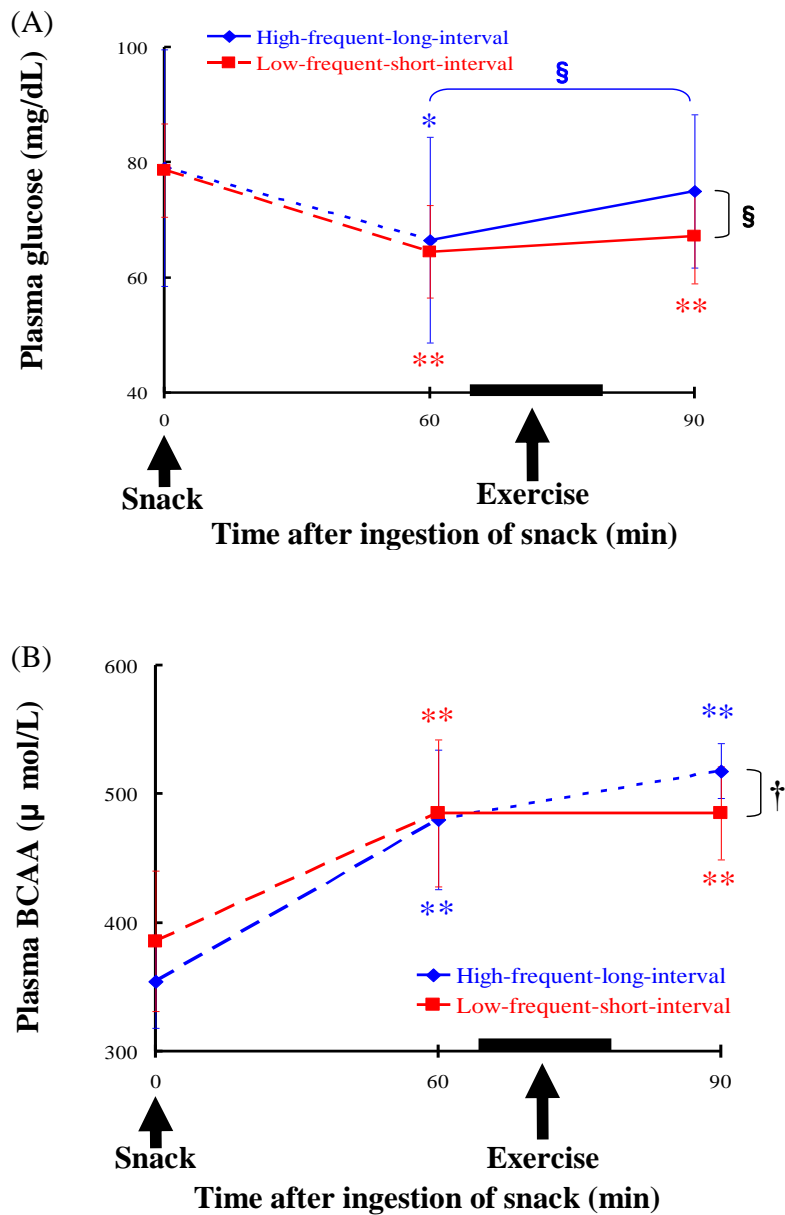 (A)
100
High-frequent-long-interval
Low-frequent-short-interval
§
*
80
§
60
**
**
40
0
60
90
Plasma glucose (mg/dL)
Snack
Exercise
Time after ingestion of snack (min)
(B)
600
**
**
500
†
**
**
400
High-frequent-long-interval
Low-frequent-short-interval
300
0
60
90
Plasma BCAA (μ mol/L)
Snack
Exercise
Time after ingestion of snack (min)